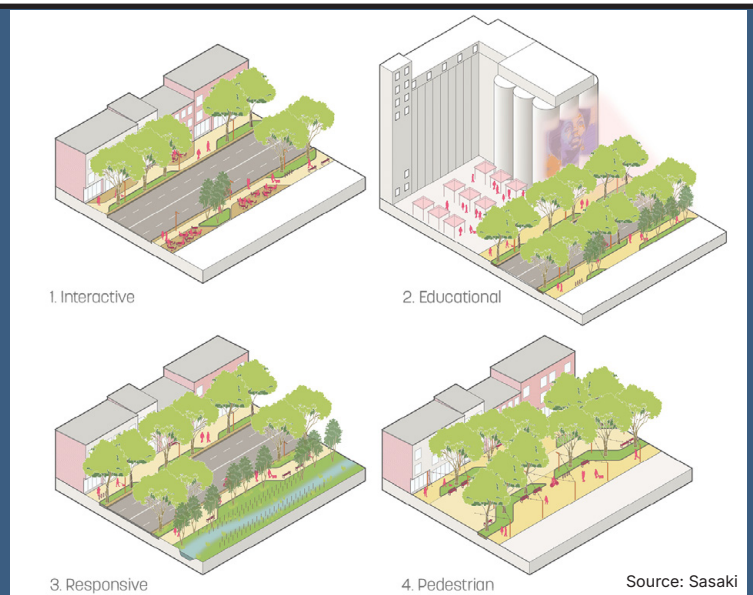 1. Interactive
2. Educational
3. Responsive
4. Pedestrian
Source: Sasaki